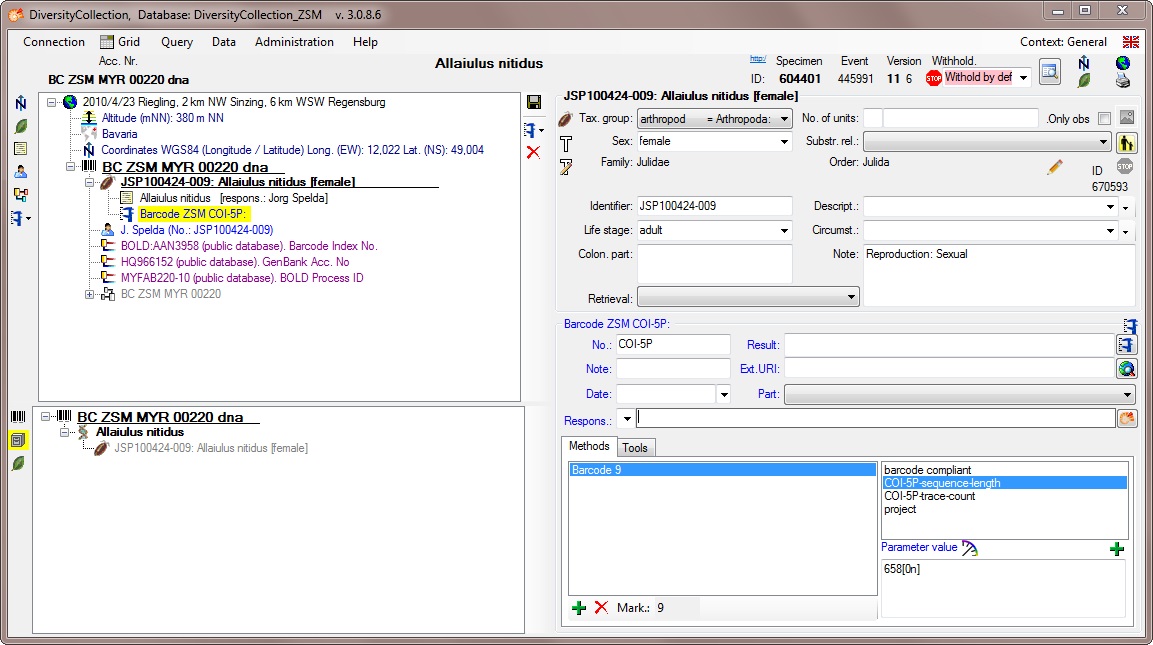 DiversityCollection,  Database: DiversityCollection_ZSM   v. 3.0.8.6
Connection Grid Query Data Administration Help Context: General
Acc. Nr.
BC ZSM MYR 00220 dna
Allaiulus nitidus
http:/ Specimen Event Version Withhold.
ID: 604401 445991 11 6 STOP Withold by def
2010/4/23 Riegling, 2 km NW Sinzing, 6 km WSW Regensburg
Altitude (mNN): 380 m NN
Bavaria
Coordinates WGS84 (Longitude / Latitude) Long. (EW): 12,022 Lat. (NS): 49,004
BC ZSM MYR 00220 dna
JSP100424-009: Allaiulus nitidus [female]
Allaiulus nitidus   [respons.: Jorg Spelda]
Barcode ZSM COI-5P:
J. Spelda (No.: JSP100424-009)
BOLD:AAN3958 (public database). Barcode Index No.
HQ966152 (public database). GenBank Acc. No
MYFAB220-10 (public database). BOLD Process ID
BC ZSM MYR 00220
BC ZSM MYR 00220 dna
Allaiulus nitidus
JSP100424-009: Allaiulus nitidus [female]
JSP100424-009: Allaiulus nitidus [female]
Tax. group: arthropod = Arthropoda: No. of units: .Only obs
Sex: female Substr. rel.:
Family: Julidae Order: Julida ID STOP
670593
Identifier: JSP100424-009 Descript.:
Life stage: adult Circumst.:
Colon. part: Note: Reproduction: Sexual
Retrieval:
Barcode ZSM COI-5P:
No.: COI-5P Result:
Note: Ext.URI:
Date: Part:
Respons.:
Methods Tools
Barcode 9
barcode compliant
COI-5P-sequence-length
COI-5P-trace-count
project
Parameter value
658[0n]
Mark.: 9